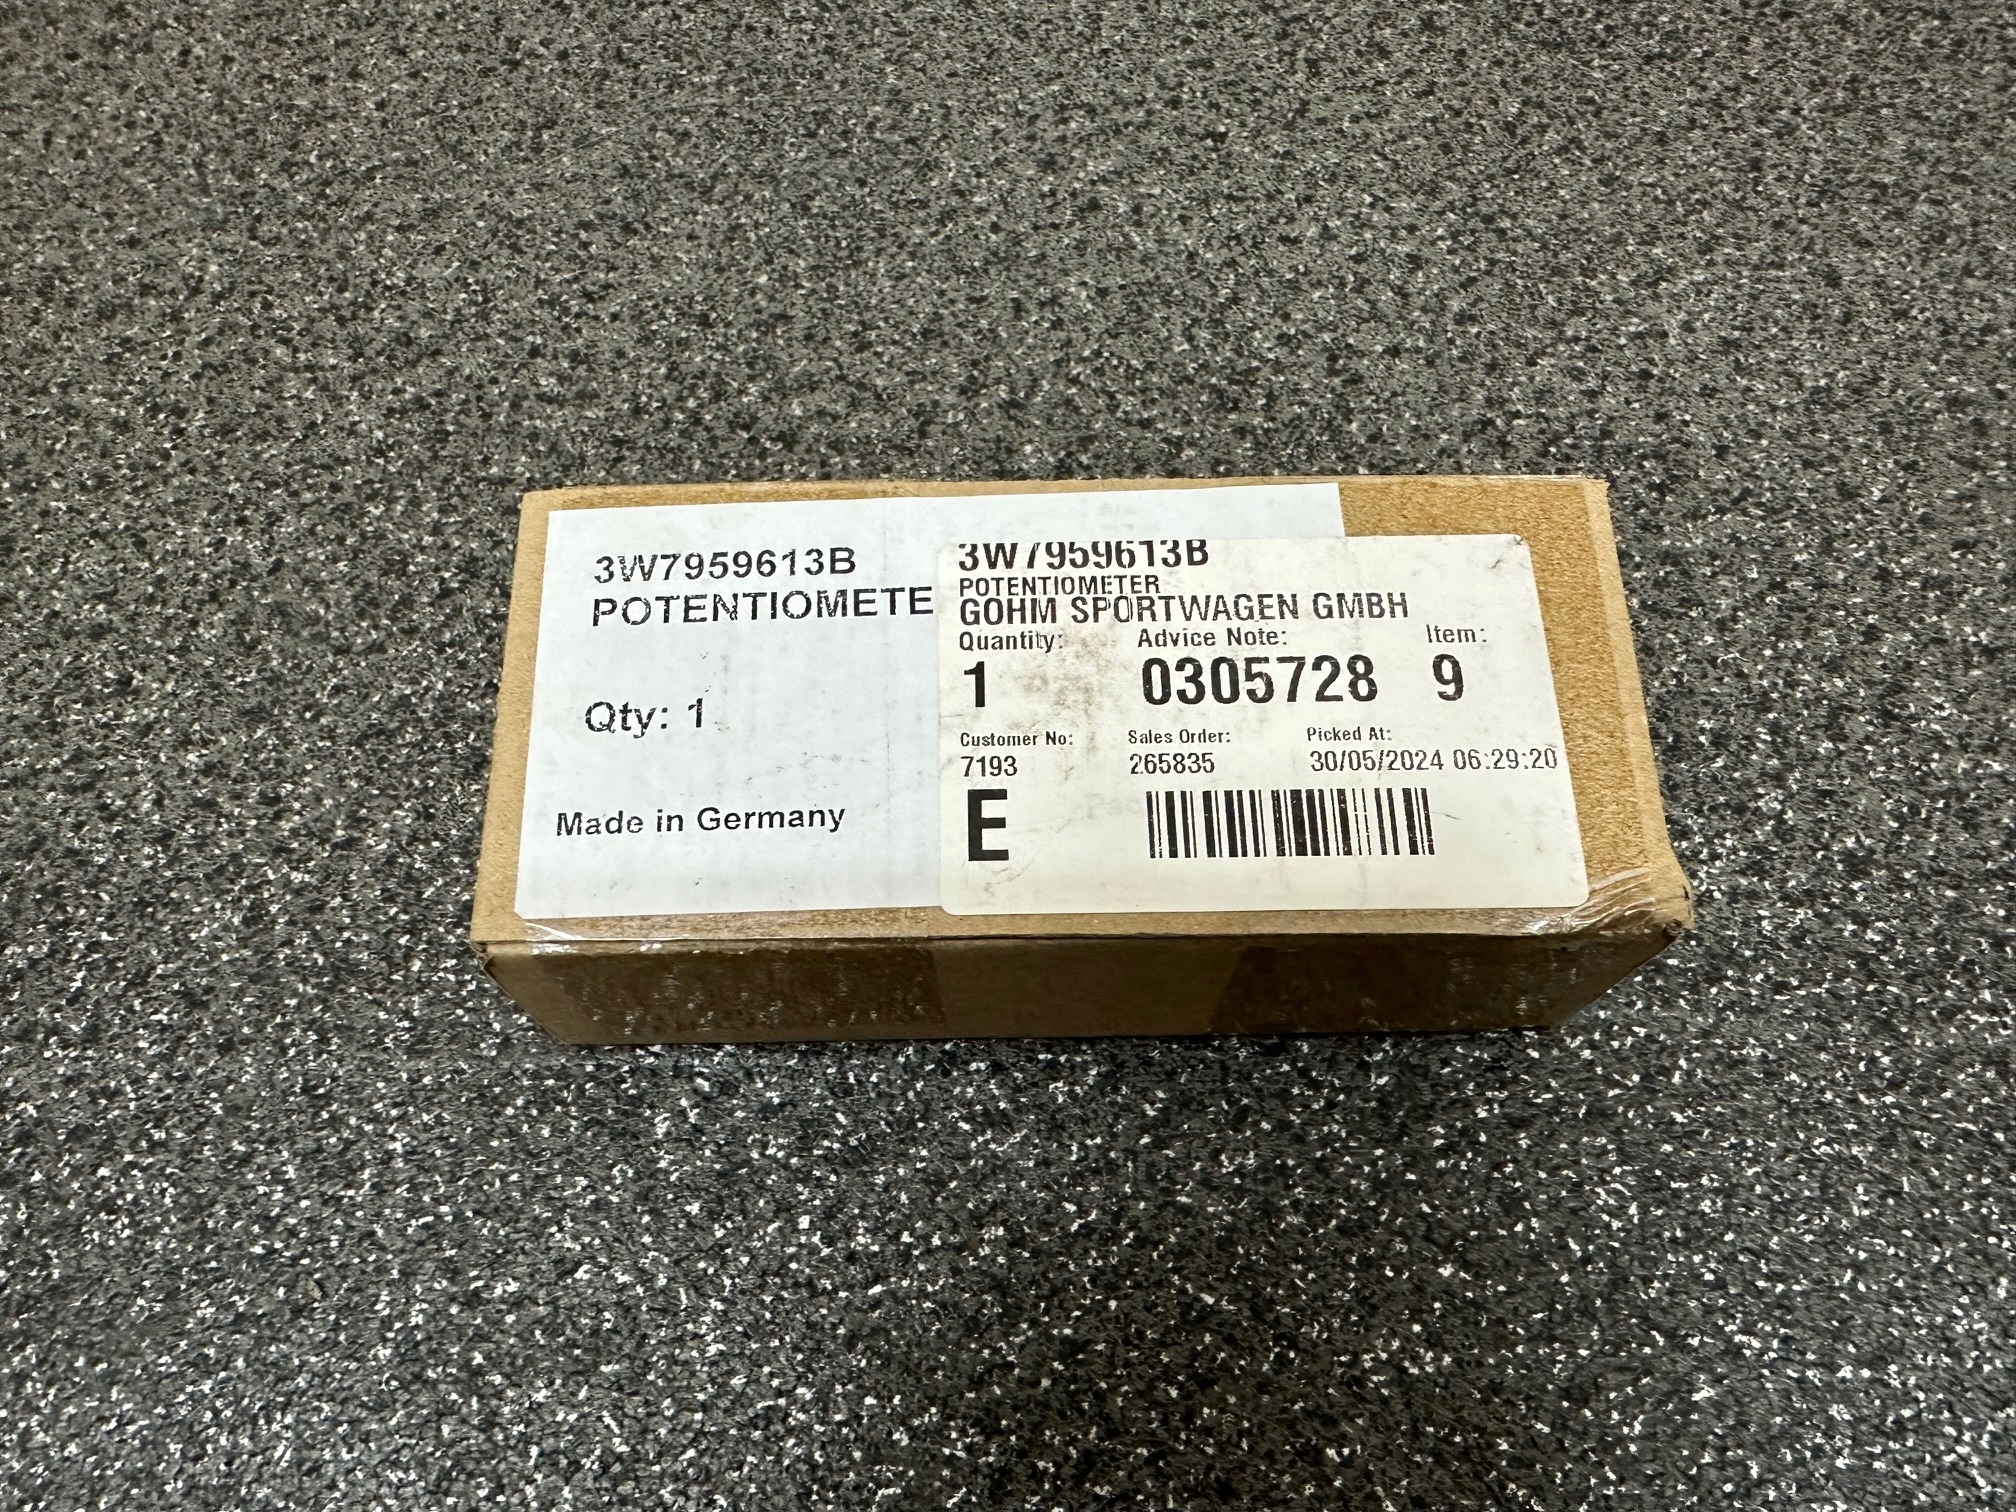 3W7959613B
POTENTIOMETE
Qty: 1
Made in Germany
3W7959613B
POTENTIOMETER
GOHM SPORTWAGEN GMBH
Quantity: Advice Note: Item:
1 0305728 9
Customer No: Sales Order: Picked At:
7193 265835 30/05/2024 06:29:20
E